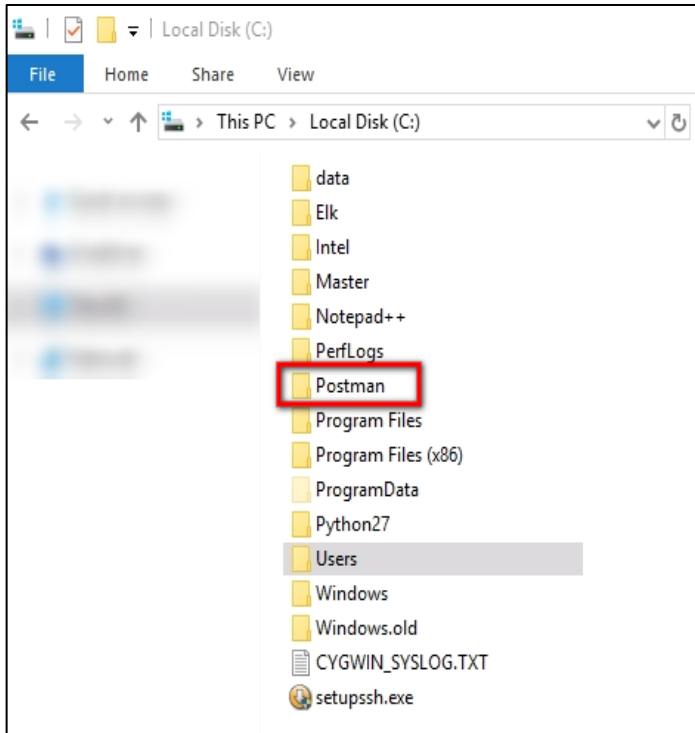 Local Disk (C:)
File Home Share View
This PC > Local Disk (C:)
data
Elk
Intel
Master
Notepad++
PerfLogs
Postman
Program Files
Program Files (x86)
ProgramData
Python27
Users
Windows
Windows.old
CYGWIN_SYSLOG.TXT
setupssh.exe